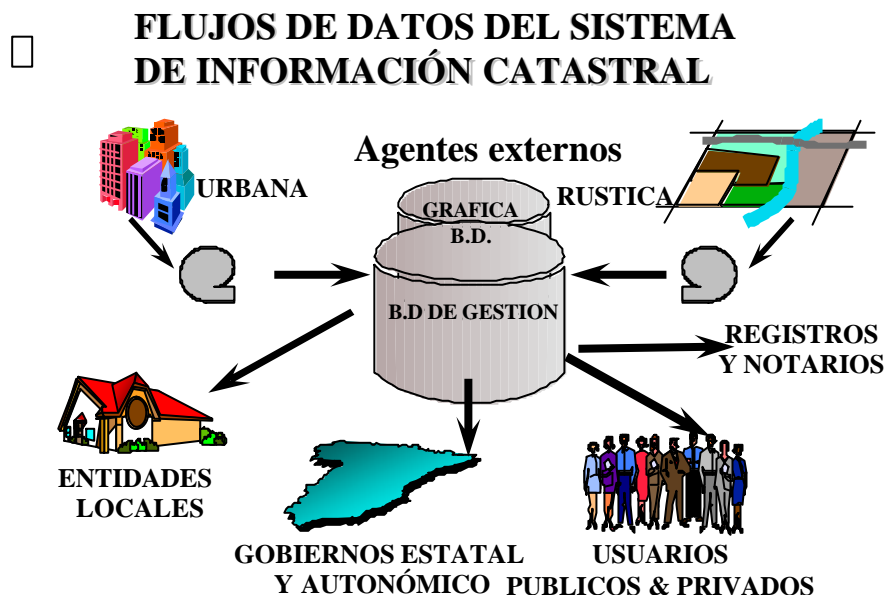 FLUJOS DE DATOS DEL SISTEMA
DE INFORMACIÓN CATASTRAL
Agentes externos
URBANA
RUSTICA
GRAFICA
B.D.
B.D DE GESTION
REGISTROS
Y NOTARIOS
ENTIDADES
LOCALES
GOBIERNOS ESTATAL
Y AUTONÓMICO
USUARIOS
PUBLICOS & PRIVADOS